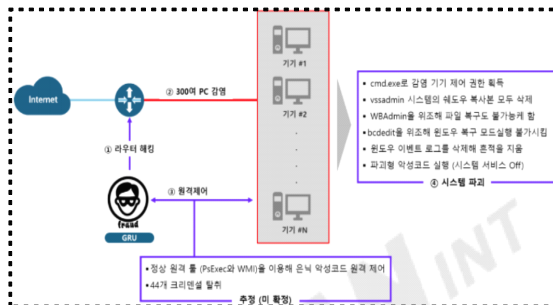 Internet
② 300여 PC 감염
① 라우터 해킹
③ 원격제어
fraud
GRU
기기 #1
기기 #2
기기 #N
• cmd.exe로 감염 기기 제어 권한 획득
• vssadmin 시스템의 쉐도우 복사본 모두 삭제
• WBAdmin을 위조해 파일 복구도 불가능케 함
•bcdedit을 위조해 윈도우 복구 모드실행 불가시킴
• 윈도우 이벤트 로그를 삭제해 흔적을 지움
• 파괴형 악성코드 실행 (시스템 서비스 Off)
④ 시스템 파괴
•정상 원격 툴 (PsExec와 WMI)을 이용해 은닉 악성코드 원격 제어
•44개 크리덴셜 탈취
추정 (미 확정)
INT